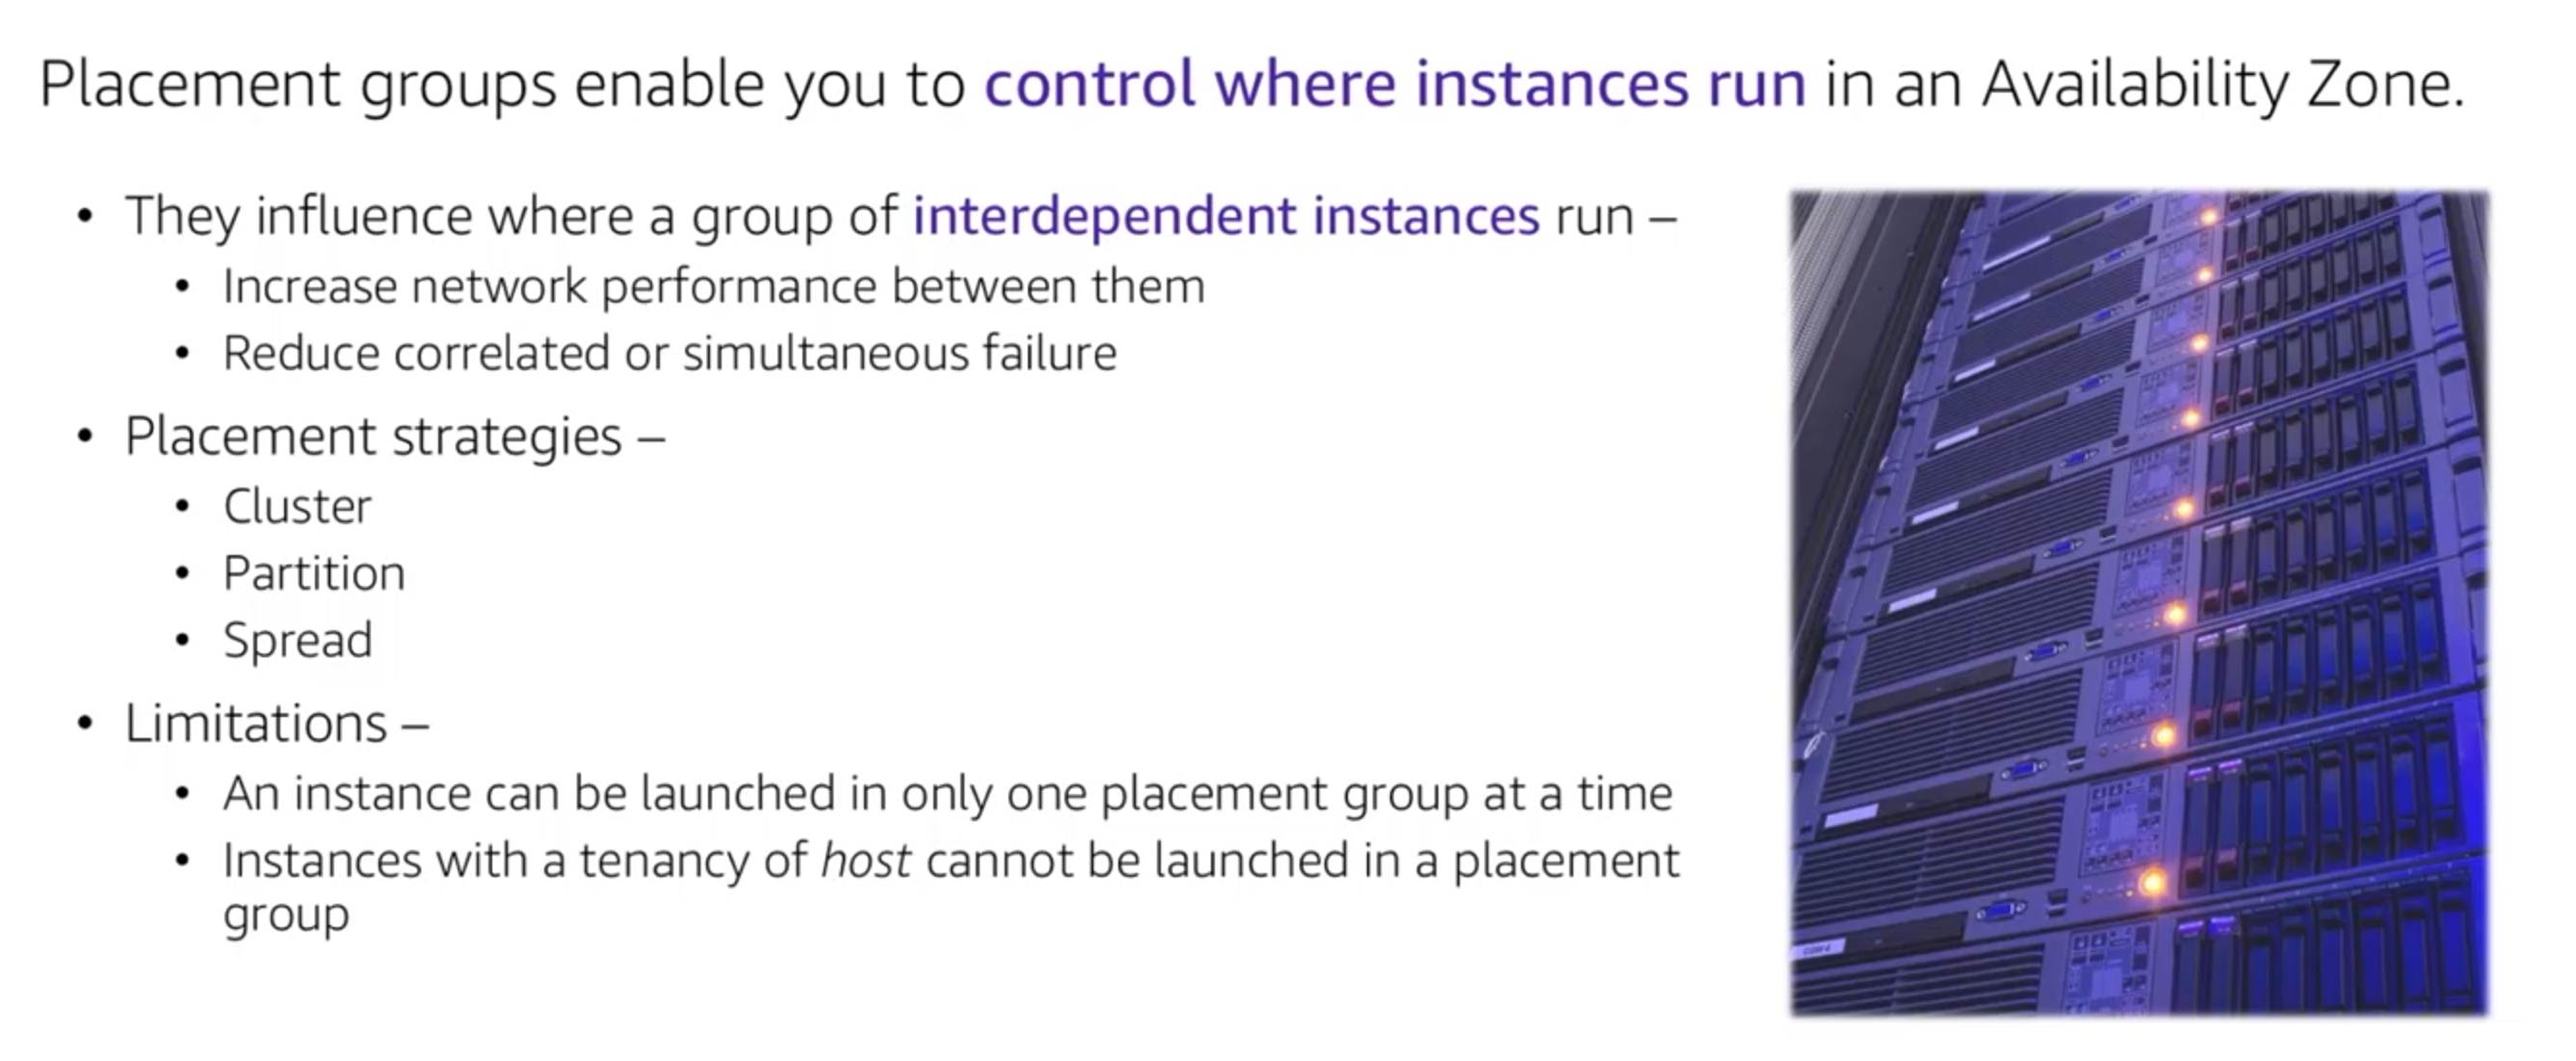 Placement groups enable you to control where instances run in an Availability Zone.
• They influence where a group of interdependent instances run –
• Increase network performance between them
• Reduce correlated or simultaneous failure
• Placement strategies –
• Cluster
• Partition
• Spread
• Limitations –
• An instance can be launched in only one placement group at a time
• Instances with a tenancy of host cannot be launched in a placement
group